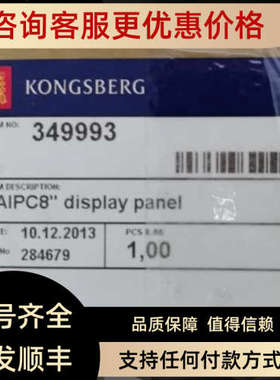 咨询客服更优惠价格
KONGSBERG
M NO:
349993
M DESCRIPTION:
AIPC8" display panel
10.12.2013
284679
PCS
1,00
号齐全
品质保障 值得信赖
发顺丰
支持任何付款方式